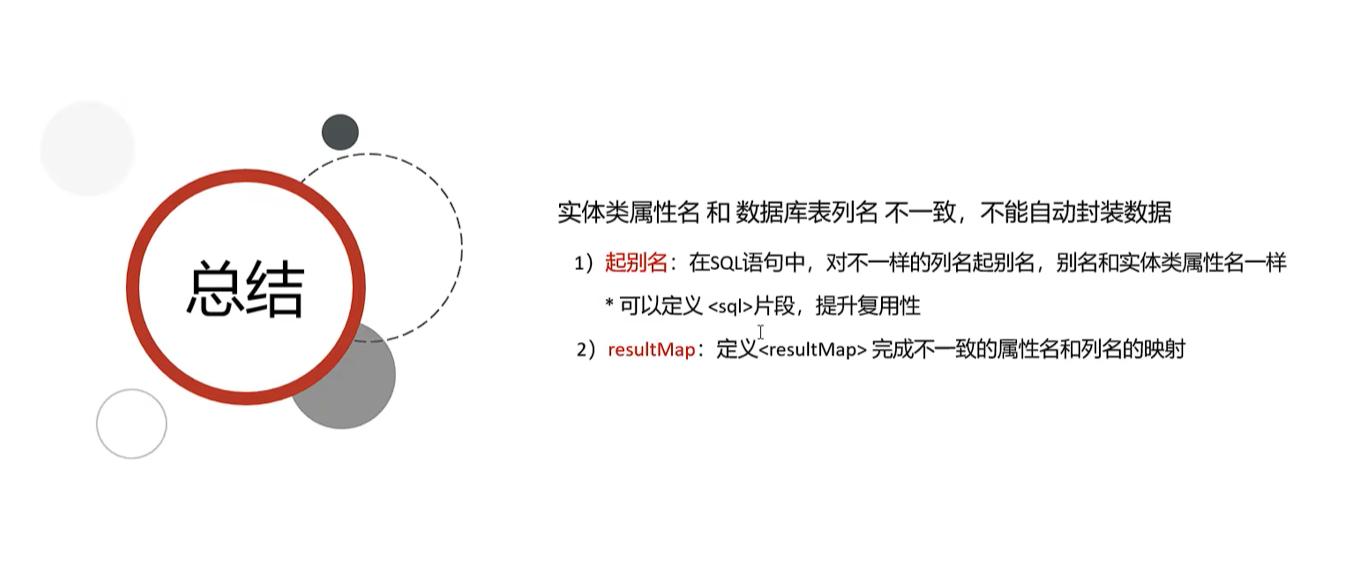 总结
实体类属性名 和 数据库表列名 不一致，不能自动封装数据
1）起别名：在SQL语句中，对不一样的列名起别名，别名和实体类属性名一样
* 可以定义 <sql>片段，提升复用性
2）resultMap：定义<resultMap> 完成不一致的属性名和列名的映射